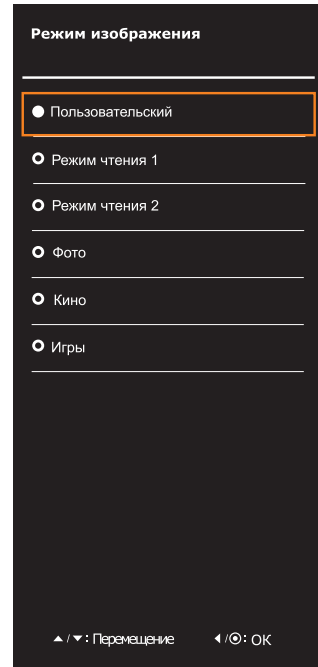 Режим изображения
Пользовательский
Режим чтения 1
Режим чтения 2
Фото
Кино
Игры
▲/▼: Перемещение ◀/◉: OK